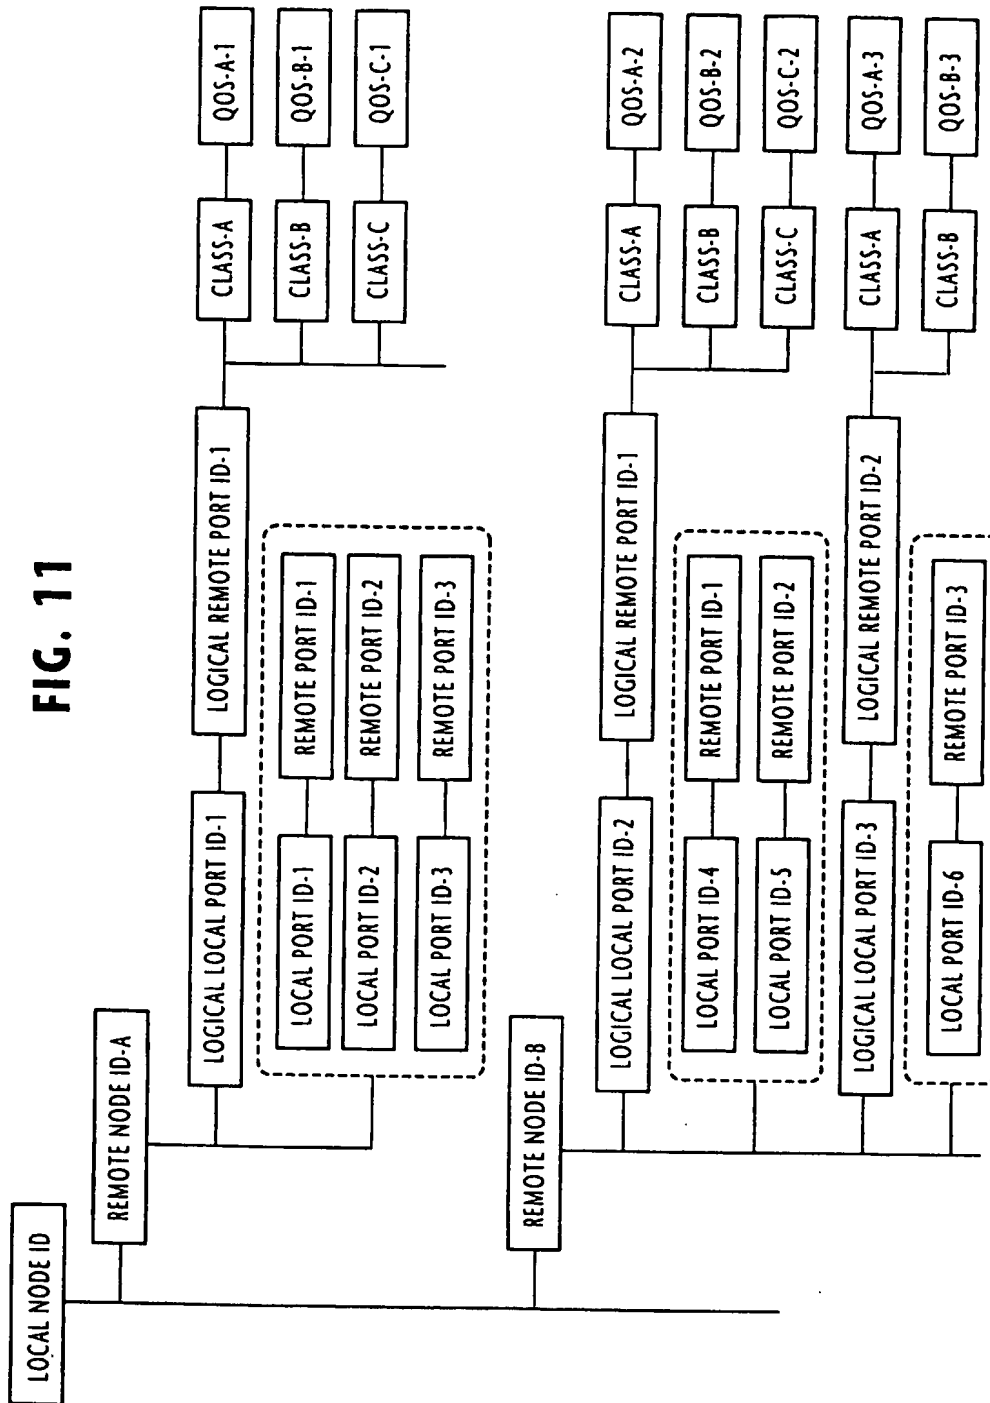 FIG. 11
LOCAL NODE ID
REMOTE NODE ID-A
LOGICAL LOCAL PORT ID-1
LOGICAL REMOTE PORT ID-1
CLASS-A
QOS-A-1
CLASS-B
QOS-B-1
CLASS-C
QOS-C-1
LOCAL PORT ID-1
REMOTE PORT ID-1
LOCAL PORT ID-2
REMOTE PORT ID-2
LOCAL PORT ID-3
REMOTE PORT ID-3
REMOTE NODE ID-B
LOGICAL LOCAL PORT ID-2
LOGICAL REMOTE PORT ID-1
CLASS-A
QOS-A-2
CLASS-B
QOS-B-2
CLASS-C
QOS-C-2
LOCAL PORT ID-4
REMOTE PORT ID-1
LOCAL PORT ID-5
REMOTE PORT ID-2
LOGICAL LOCAL PORT ID-3
LOGICAL REMOTE PORT ID-2
CLASS-A
QOS-A-3
CLASS-B
QOS-B-3
LOCAL PORT ID-6
REMOTE PORT ID-3